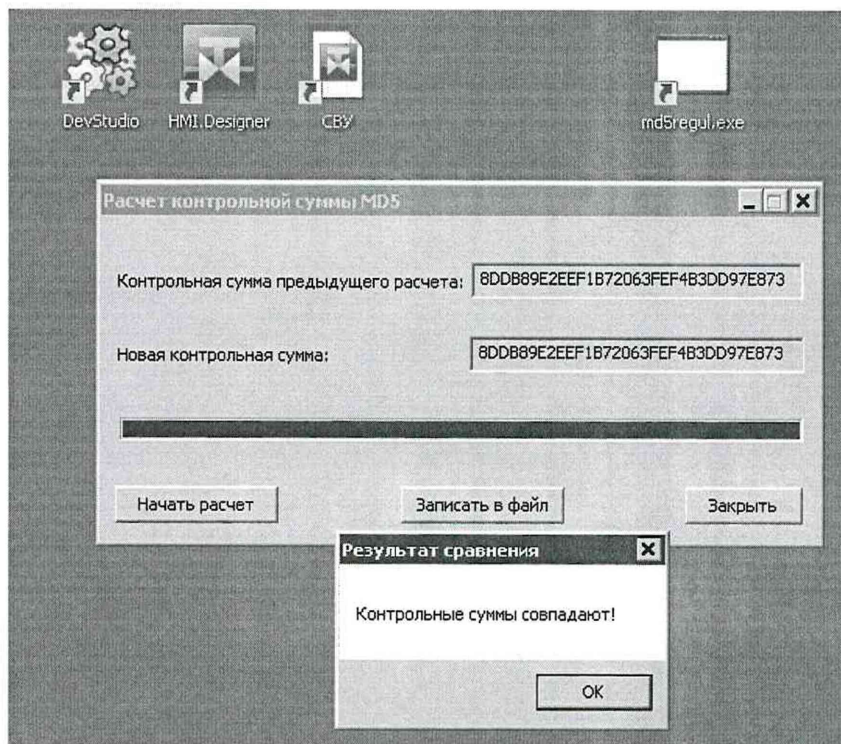 DevStudio
HMI.Designer
СВУ
md5regul.exe
Расчет контрольной суммы MD5
Контрольная сумма предыдущего расчета:
8DDB89E2EEF1B72063FEF4B3DD97E873
Новая контрольная сумма:
8DDB89E2EEF1B72063FEF4B3DD97E873
Начать расчет
Записать в файл
Закрыть
Результат сравнения
Контрольные суммы совпадают!
ОК